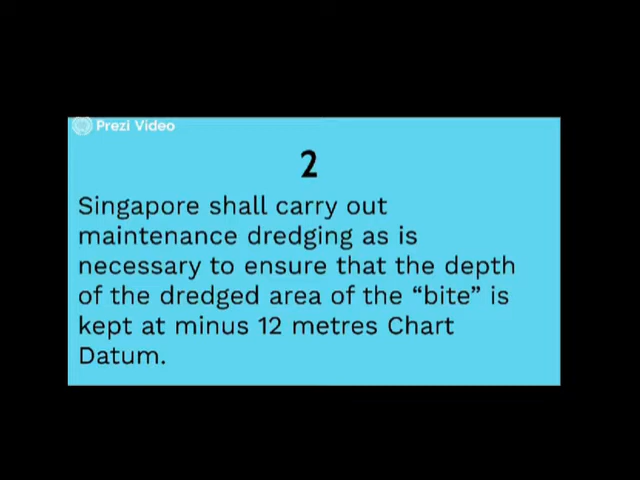 Prezi Video
2
Singapore shall carry out
maintenance dredging as is
necessary to ensure that the depth
of the dredged area of the “bite” is
kept at minus 12 metres Chart
Datum.